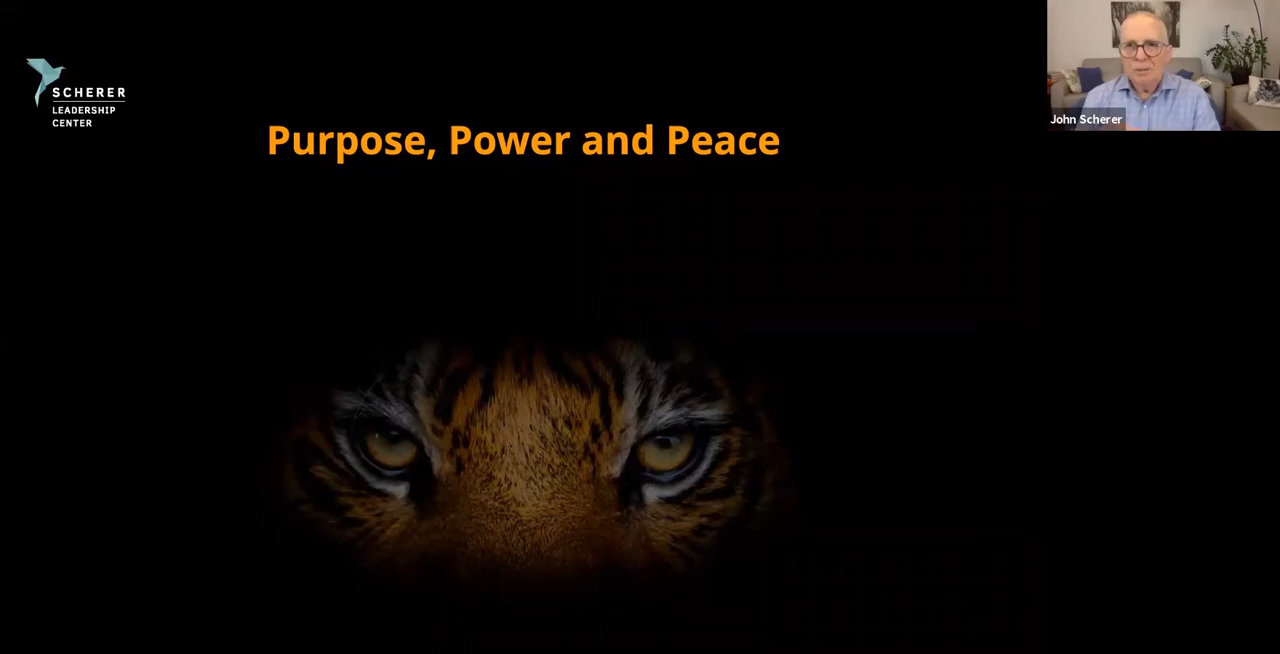 SCHERER
LEADERSHIP
CENTER
Purpose, Power and Peace
John Scherer